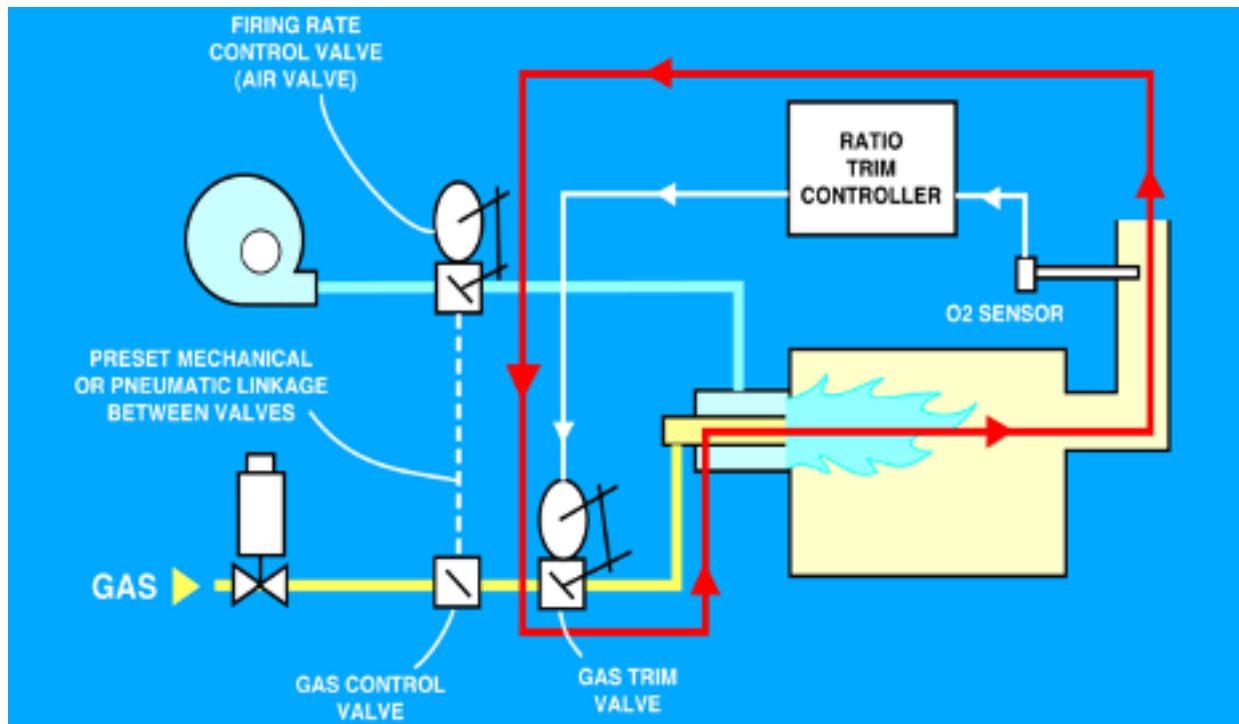 FIRING RATE
CONTROL VALVE
(AIR VALVE)
RATIO
TRIM
CONTROLLER
O2 SENSOR
PRESET MECHANICAL
OR PNEUMATIC LINKAGE
BETWEEN VALVES
GAS
GAS CONTROL
VALVE
GAS TRIM
VALVE